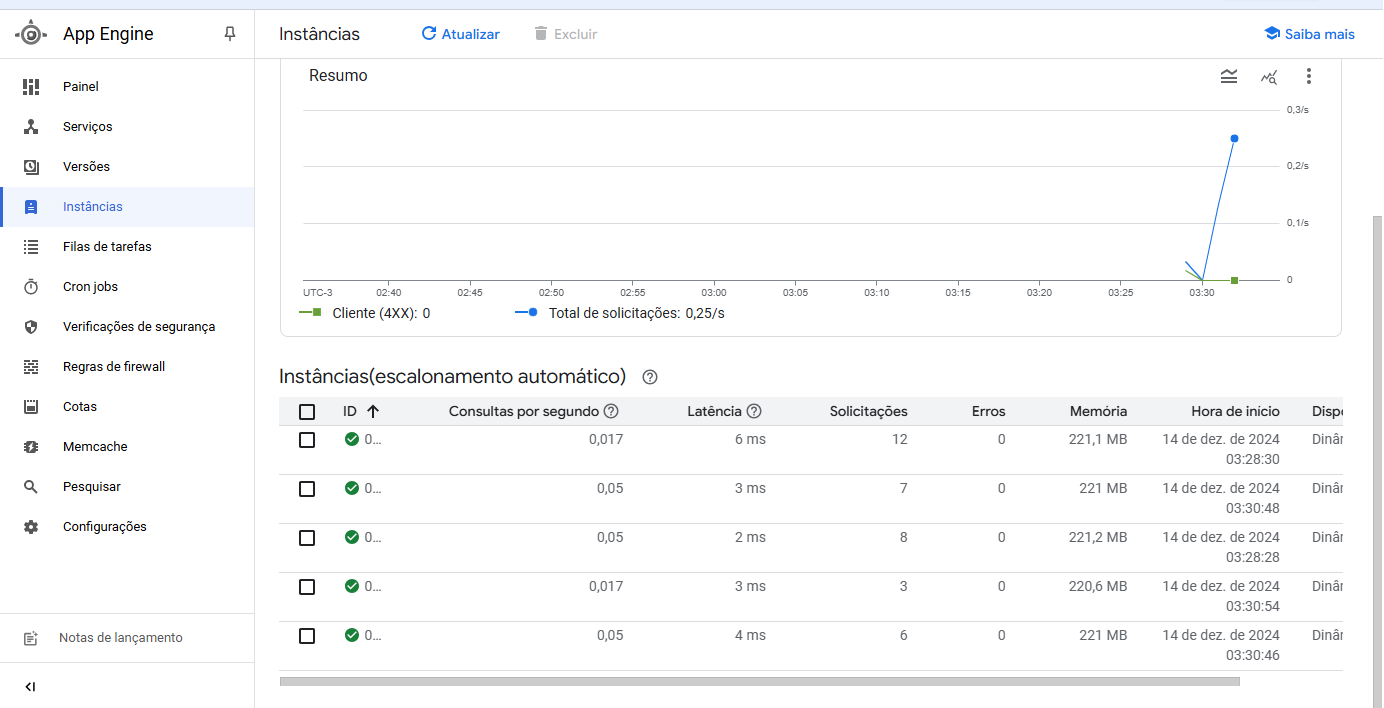 App Engine
Instâncias
Atualizar
Excluir
Saiba mais
Painel
Serviços
Versões
Instâncias
Filas de tarefas
Cron jobs
Verificações de segurança
Regras de firewall
Cotas
Memcache
Pesquisar
Configurações
Notas de lançamento
Resumo
0,3/s
0,2/s
0,1/s
0
UTC-3 02:40 02:45 02:50 02:55 03:00 03:05 03:10 03:15 03:20 03:25 03:30
Cliente (4XX): 0 Total de solicitações: 0,25/s
Instâncias(escalonamento automático)
ID Consultas por segundo Latência Solicitações Erros Memória Hora de início Dispo
0... 0,017 6 ms 12 0 221,1 MB 14 de dez. de 2024 Dinâr
03:28:30
0... 0,05 3 ms 7 0 221 MB 14 de dez. de 2024 Dinâr
03:30:48
0... 0,05 2 ms 8 0 221,2 MB 14 de dez. de 2024 Dinâr
03:28:28
0... 0,017 3 ms 3 0 220,6 MB 14 de dez. de 2024 Dinâr
03:30:54
0... 0,05 4 ms 6 0 221 MB 14 de dez. de 2024 Dinâr
03:30:46